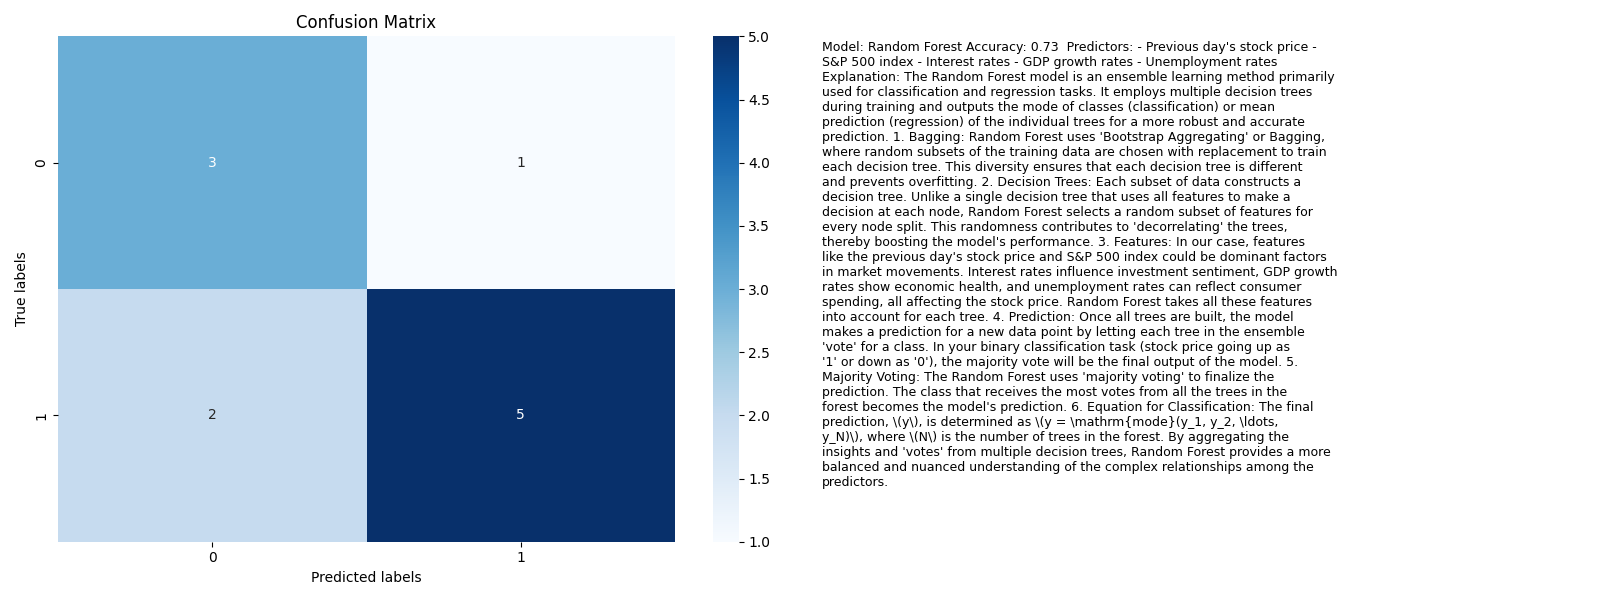 Confusion Matrix
0
3
1
1
2
5
True labels
0
1
Predicted labels
5.0
4.5
4.0
3.5
3.0
2.5
2.0
1.5
1.0
Model: Random Forest Accuracy: 0.73  Predictors: - Previous day's stock price -
S&P 500 index - Interest rates - GDP growth rates - Unemployment rates
Explanation: The Random Forest model is an ensemble learning method primarily
used for classification and regression tasks. It employs multiple decision trees
during training and outputs the mode of classes (classification) or mean
prediction (regression) of the individual trees for a more robust and accurate
prediction. 1. Bagging: Random Forest uses 'Bootstrap Aggregating' or Bagging,
where random subsets of the training data are chosen with replacement to train
each decision tree. This diversity ensures that each decision tree is different
and prevents overfitting. 2. Decision Trees: Each subset of data constructs a
decision tree. Unlike a single decision tree that uses all features to make a
decision at each node, Random Forest selects a random subset of features for
every node split. This randomness contributes to 'decorrelating' the trees,
thereby boosting the model's performance. 3. Features: In our case, features
like the previous day's stock price and S&P 500 index could be dominant factors
in market movements. Interest rates influence investment sentiment, GDP growth
rates show economic health, and unemployment rates can reflect consumer
spending, all affecting the stock price. Random Forest takes all these features
into account for each tree. 4. Prediction: Once all trees are built, the model
makes a prediction for a new data point by letting each tree in the ensemble
'vote' for a class. In your binary classification task (stock price going up as
'1' or down as '0'), the majority vote will be the final output of the model. 5.
Majority Voting: The Random Forest uses 'majority voting' to finalize the
prediction. The class that receives the most votes from all the trees in the
forest becomes the model's prediction. 6. Equation for Classification: The final
prediction, \(y\), is determined as \(y = \mathrm{mode}(y_1, y_2, \ldots,
y_N)\), where \(N\) is the number of trees in the forest. By aggregating the
insights and 'votes' from multiple decision trees, Random Forest provides a more
balanced and nuanced understanding of the complex relationships among the
predictors.